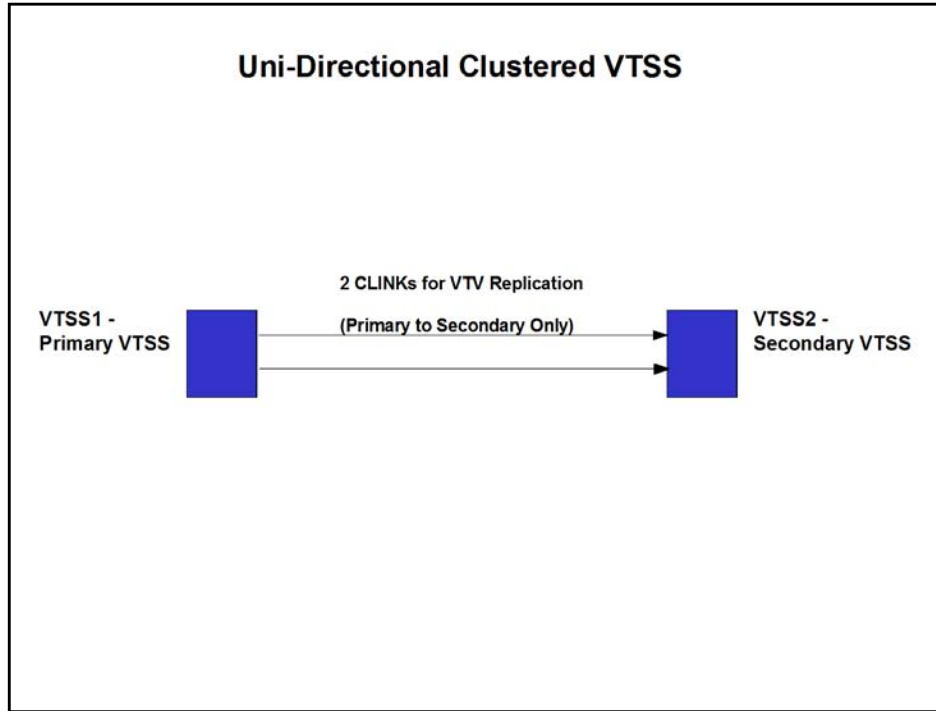 Uni-Directional Clustered VTSS
2 CLINKs for VTV Replication
(Primary to Secondary Only)
VTSS1 -
Primary VTSS
VTSS2 -
Secondary VTSS